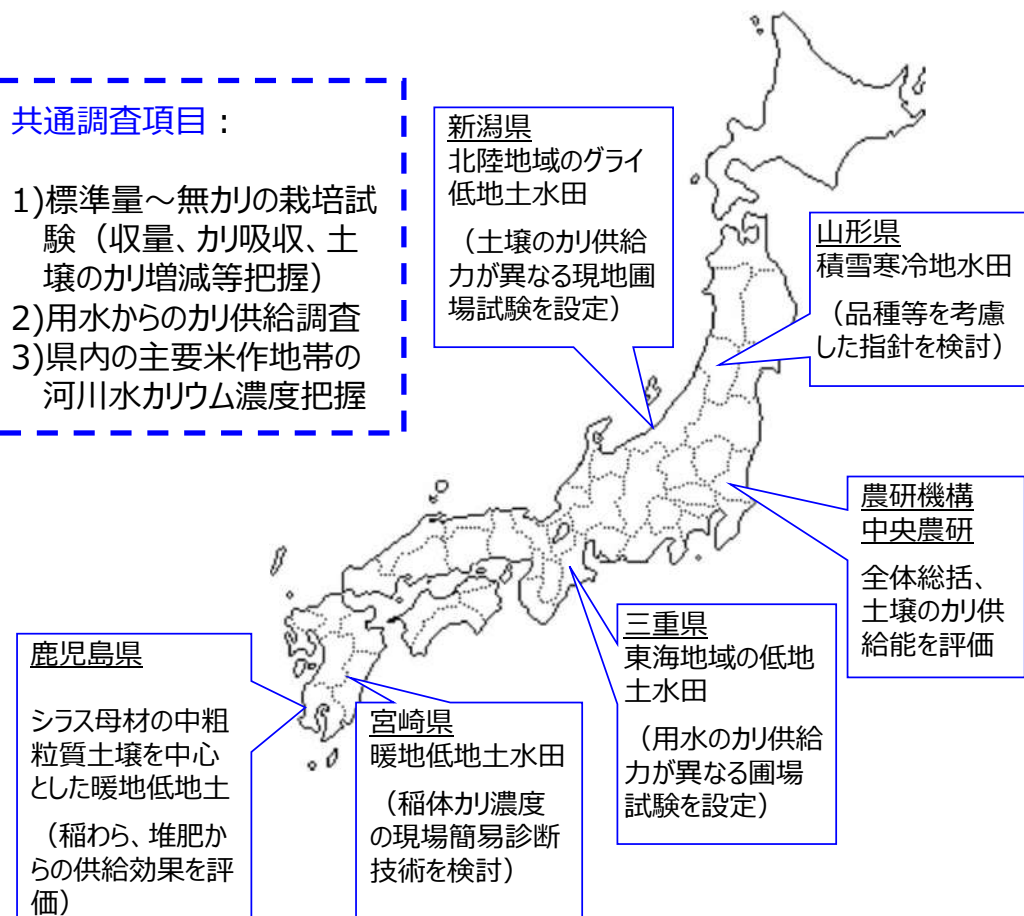 共通調査項目：
1)標準量～無カリの栽培試
験（収量、カリ吸収、土
壌のカリ増減等把握）
2)用水からのカリ供給調査
3)県内の主要米作地帯の
河川水カリウム濃度把握
新潟県
北陸地域のグライ
低地土水田
（土壌のカリ供給
力が異なる現地圃
場試験を設定）
山形県
積雪寒冷地水田
（品種等を考慮
した指針を検討）
農研機構
中央農研
全体総括、
土壌のカリ供
給能を評価
三重県
東海地域の低地
土水田
（用水のカリ供給
力が異なる圃場
試験を設定）
宮崎県
暖地低地土水田
（稲体カリ濃度
の現場簡易診断
技術を検討）
鹿児島県
シラス母材の中粗
粒質土壌を中心
とした暖地低地土
（稲わら、堆肥か
らの供給効果を評
価）